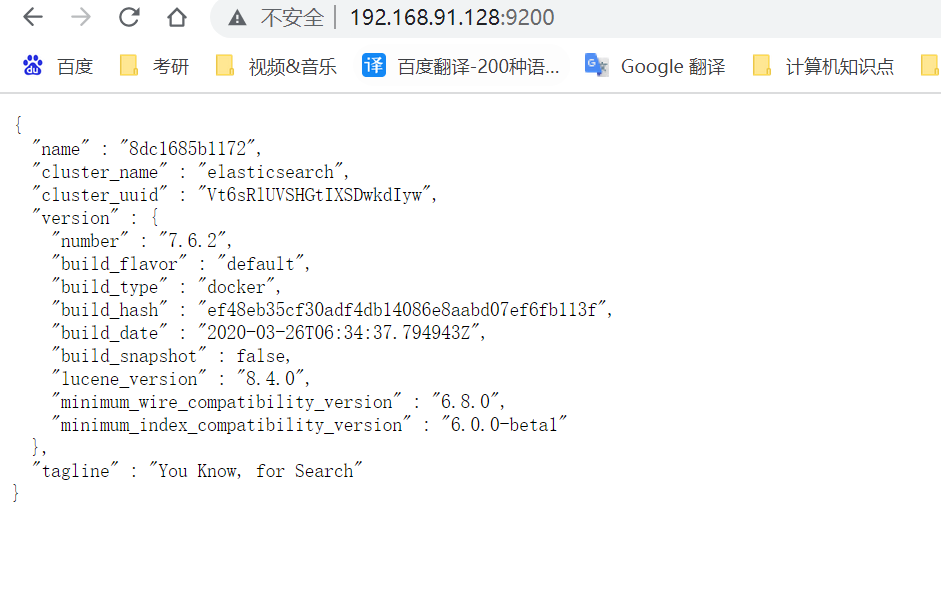 不安全 | 192.168.91.128:9200
百度 考研 视频&音乐 译 百度翻译-200种语... Google 翻译 计算机知识点
{
"name" : "8dc1685b1172",
"cluster_name" : "elasticsearch",
"cluster_uuid" : "Vt6sRlUVSHGtIXSDwkdIyw",
"version" : {
"number" : "7.6.2",
"build_flavor" : "default",
"build_type" : "docker",
"build_hash" : "ef48eb35cf30adf4db14086e8aabd07ef6fb113f",
"build_date" : "2020-03-26T06:34:37.794943Z",
"build_snapshot" : false,
"lucene_version" : "8.4.0",
"minimum_wire_compatibility_version" : "6.8.0",
"minimum_index_compatibility_version" : "6.0.0-beta1"
},
"tagline" : "You Know, for Search"
}